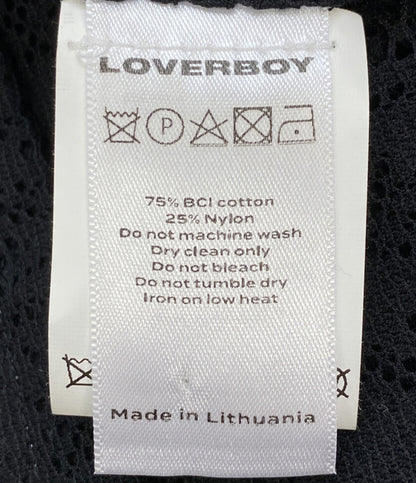 LOVERBOY
P
75% BCI cotton
25% Nylon
Do not machine wash
Dry clean only
Do not bleach
Do not tumble dry
Iron on low heat
Made in Lithuania